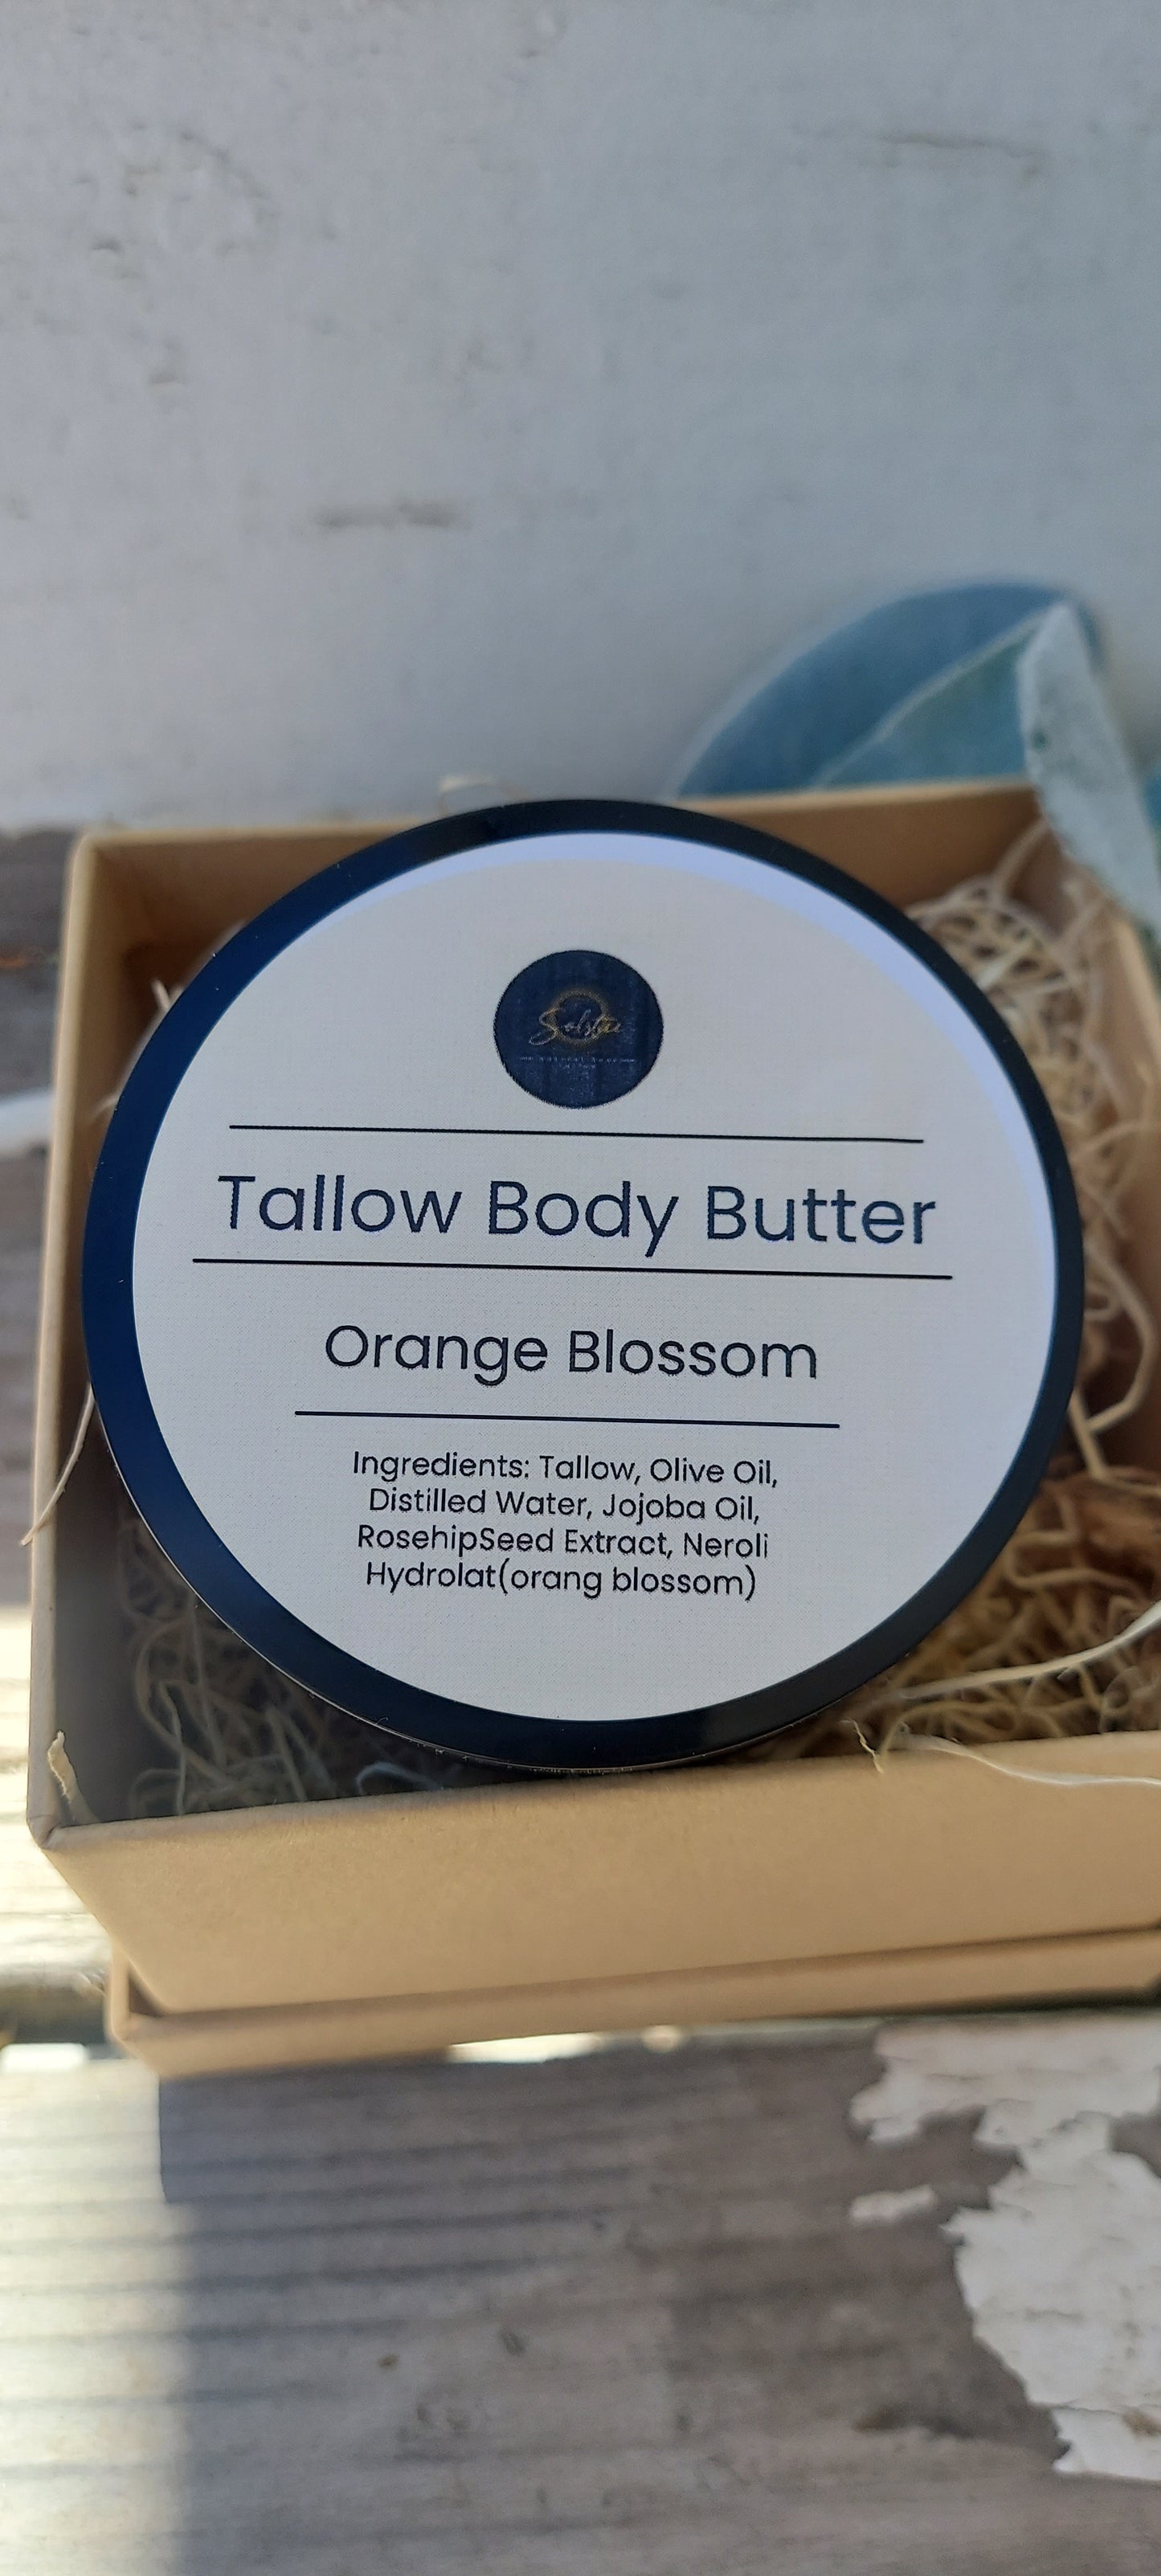 Tallow Body Butter
Orange Blossom
Ingredients: Tallow, Olive Oil,
Distilled Water, Jojoba Oil,
RosehipSeed Extract, Neroli
Hydrolat(orang blossom)